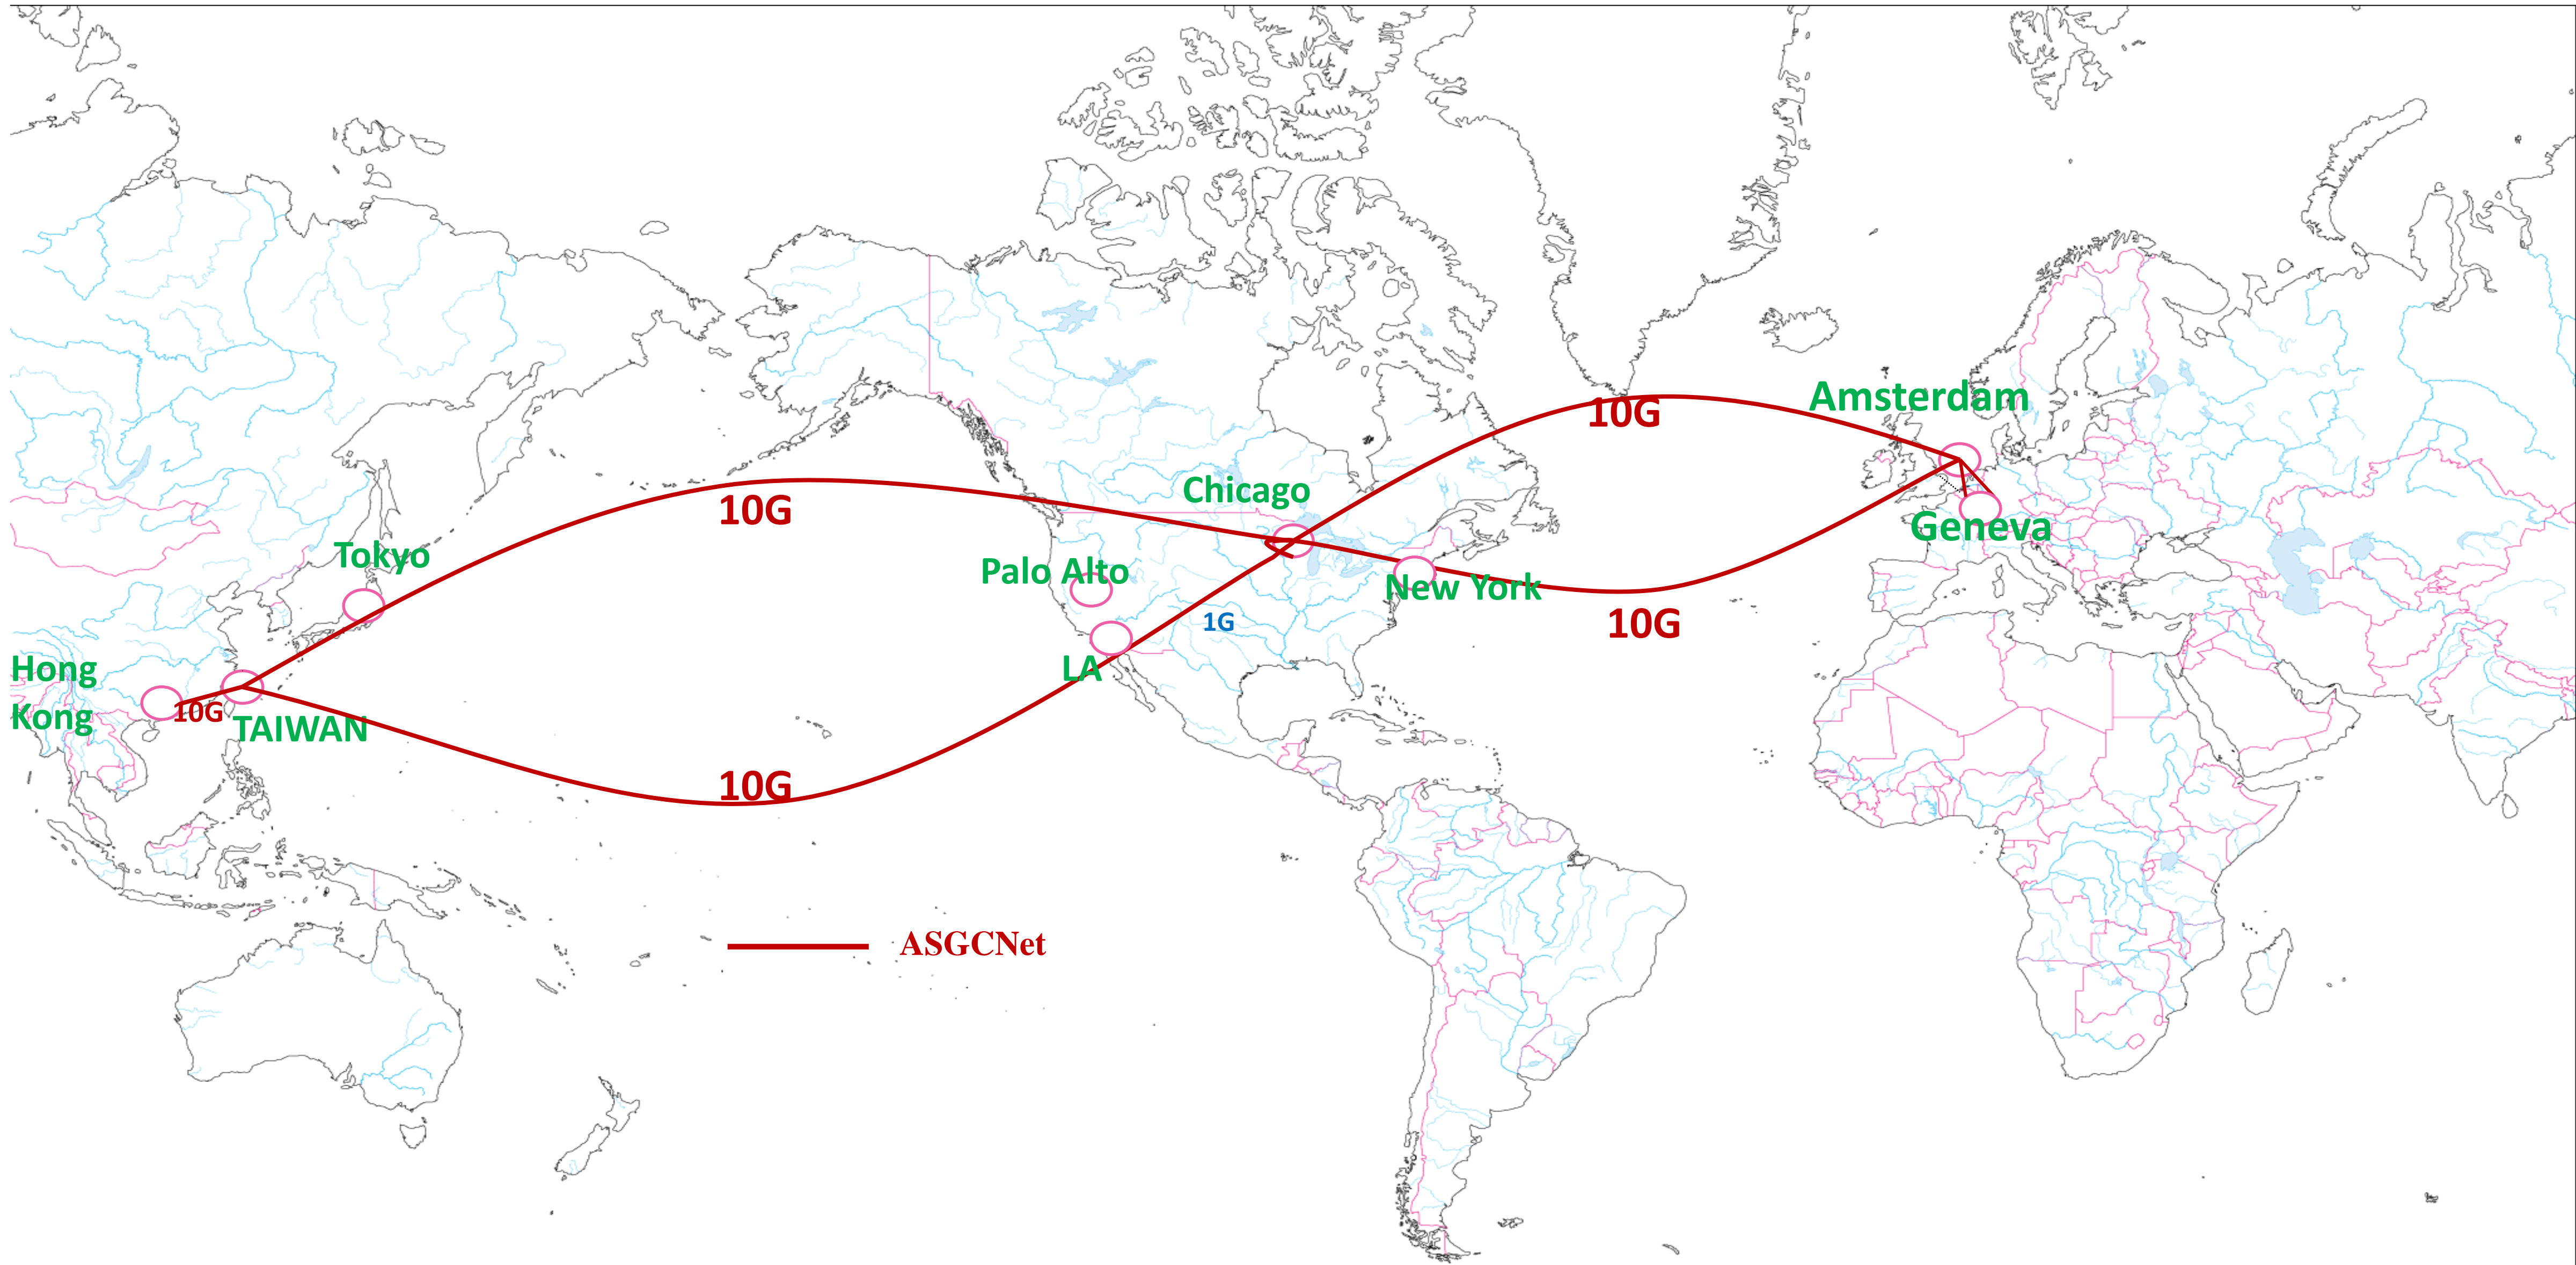 Amsterdam
10G
Chicago
10G
Geneva
Tokyo
Palo Alto
New York
1G
10G
Hong
Kong
LA
10G
TAIWAN
10G
ASGCNet